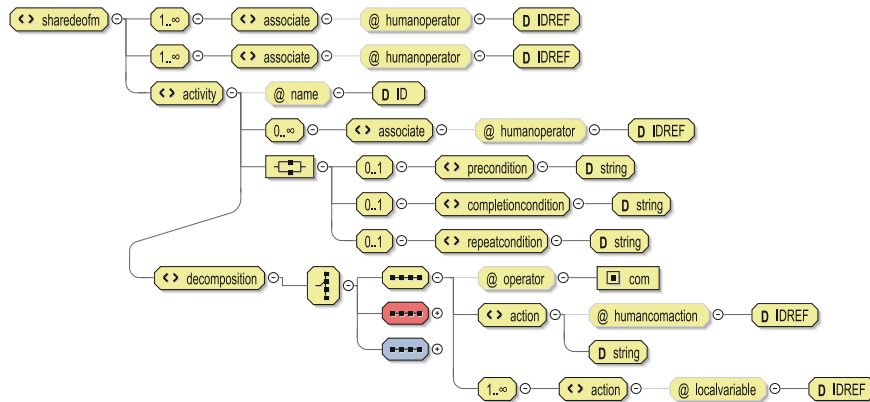 <> sharedeofm 1..∞ <> associate @ humanoperator D IDREF
1..∞ <> associate @ humanoperator D IDREF
<> activity @ name D ID
0..∞ <> associate @ humanoperator D IDREF
0..1 <> precondition D string
0..1 <> completioncondition D string
0..1 <> repeatcondition D string
<> decomposition @ operator com
<> action @ humancomaction D IDREF
D string
1..∞ <> action @ localvariable D IDREF